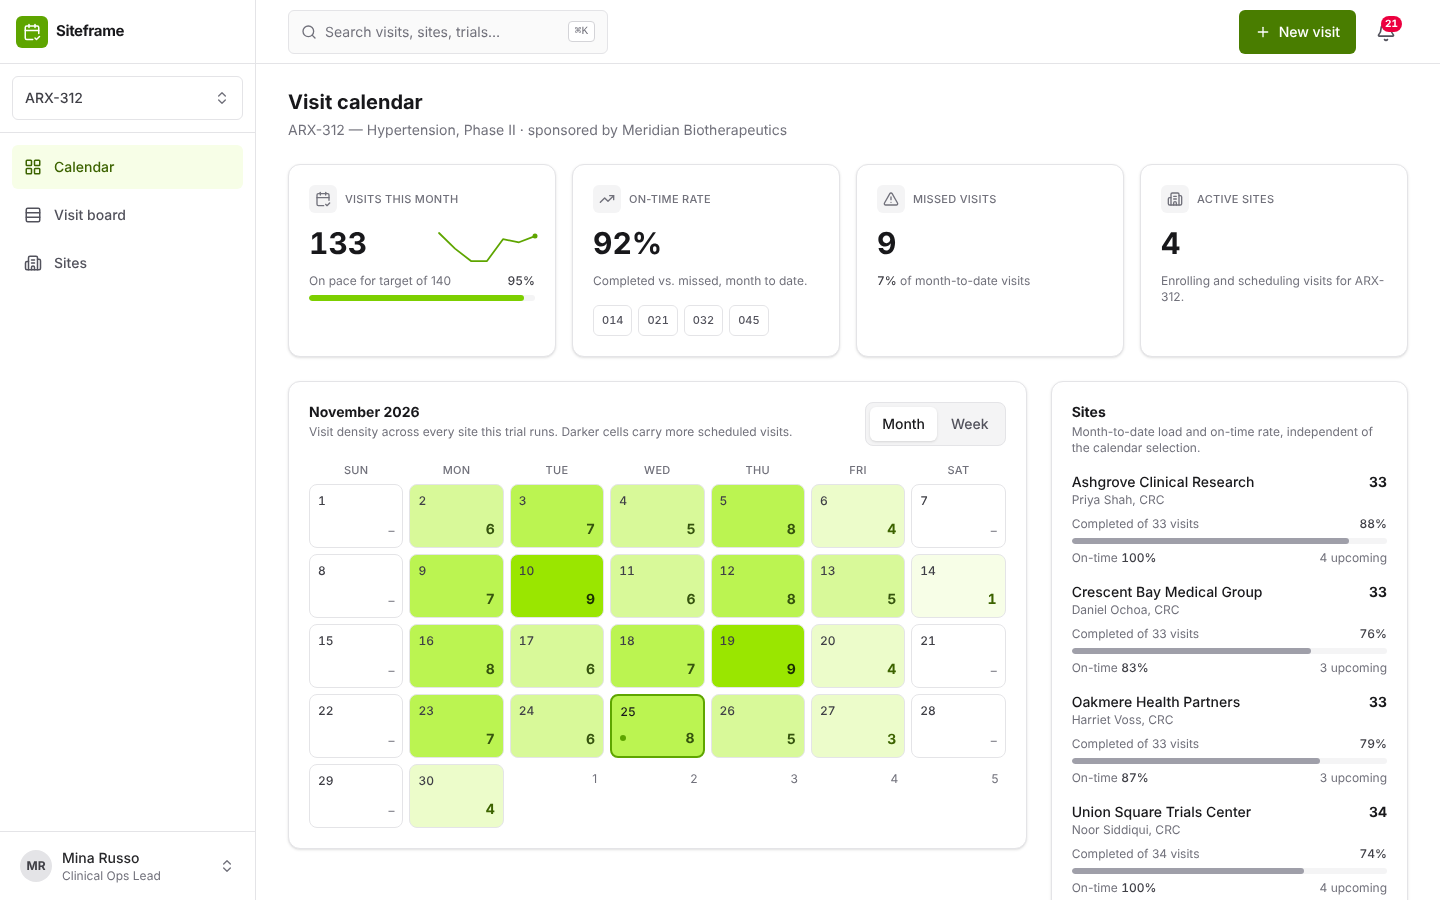 Siteframe
Search visits, sites, trials...
⌘K
New visit
21
ARX-312
Calendar
Visit board
Sites
Mina Russo
MR
Clinical Ops Lead
Visit calendar
ARX-312 — Hypertension, Phase II · sponsored by Meridian Biotherapeutics
VISITS THIS MONTH
133
On pace for target of 140 95%
ON-TIME RATE
92%
Completed vs. missed, month to date.
014 021 032 045
MISSED VISITS
9
7% of month-to-date visits
ACTIVE SITES
4
Enrolling and scheduling visits for ARX-
312.
November 2026
Visit density across every site this trial runs. Darker cells carry more scheduled visits.
Month Week
SUN MON TUE WED THU FRI SAT
1 2 3 4 5 6 7
– 6 7 5 8 4 –
8 9 10 11 12 13 14
– 7 9 6 8 5 1
15 16 17 18 19 20 21
– 8 6 7 9 4 –
22 23 24 25 26 27 28
– 7 6 8 5 3 –
29 30 1 2 3 4 5
– 4
Sites
Month-to-date load and on-time rate, independent of
the calendar selection.
Ashgrove Clinical Research 33
Priya Shah, CRC
Completed of 33 visits 88%
On-time 100% 4 upcoming
Crescent Bay Medical Group 33
Daniel Ochoa, CRC
Completed of 33 visits 76%
On-time 83% 3 upcoming
Oakmere Health Partners 33
Harriet Voss, CRC
Completed of 33 visits 79%
On-time 87% 3 upcoming
Union Square Trials Center 34
Noor Siddiqui, CRC
Completed of 34 visits 74%
On-time 100% 4 upcoming